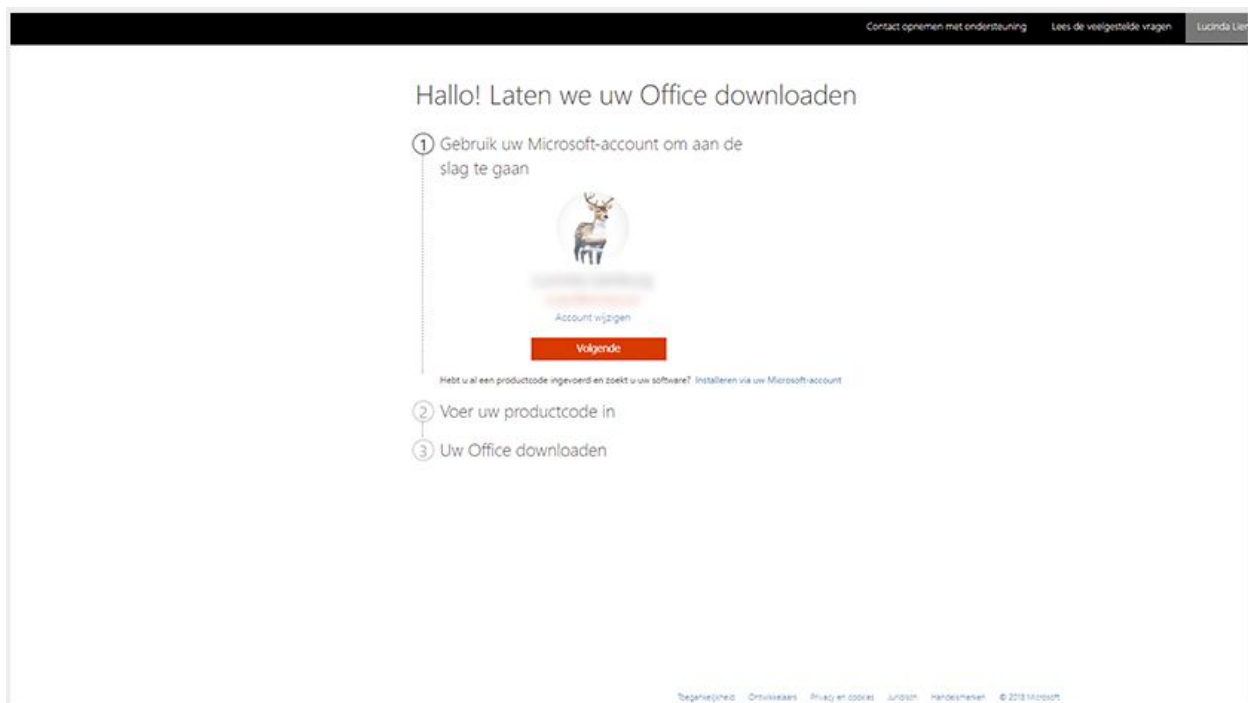 Contact opnemen met ondersteuning
Lees de veelgestelde vragen
Lucinda
Hallo! Laten we uw Office downloaden
1 Gebruik uw Microsoft-account om aan de
slag te gaan
Account wijzigen
Volgende
Hebt u al een productcode ingevoerd en zoekt u uw software? Installeren via uw Microsoft-account
2 Voer uw productcode in
3 Uw Office downloaden
Toegankelijkheid Ontwikkelaars Privacy en cookies Juridisch Handelsmerken © 2018 Microsoft